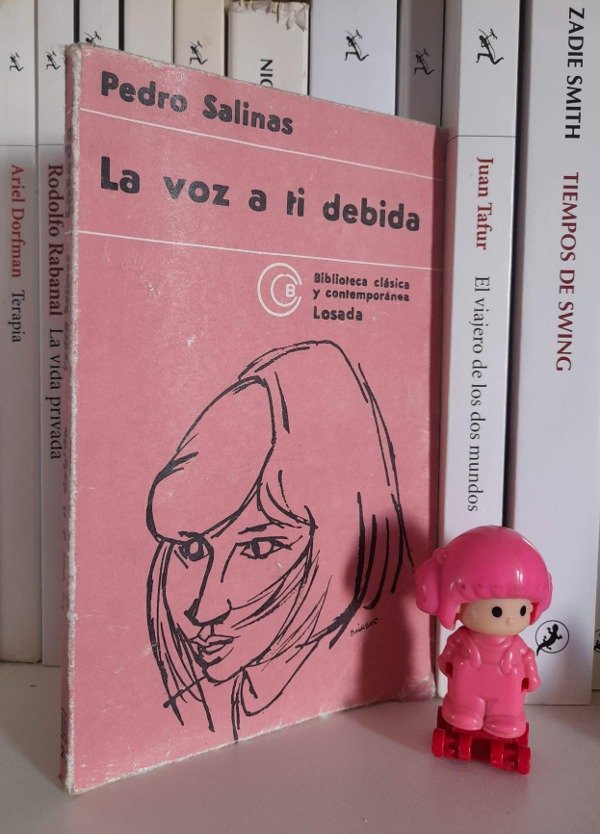 Pedro Salinas
La voz a ti debida
B
Biblioteca clásica
y contemporánea
Losada
Ariel Dorfman Terapia
Rodolfo Rabanal La vida privada
NIC
Juan Tafur El viajero de los dos mundos
ZADIE SMITH TIEMPOS DE SWING